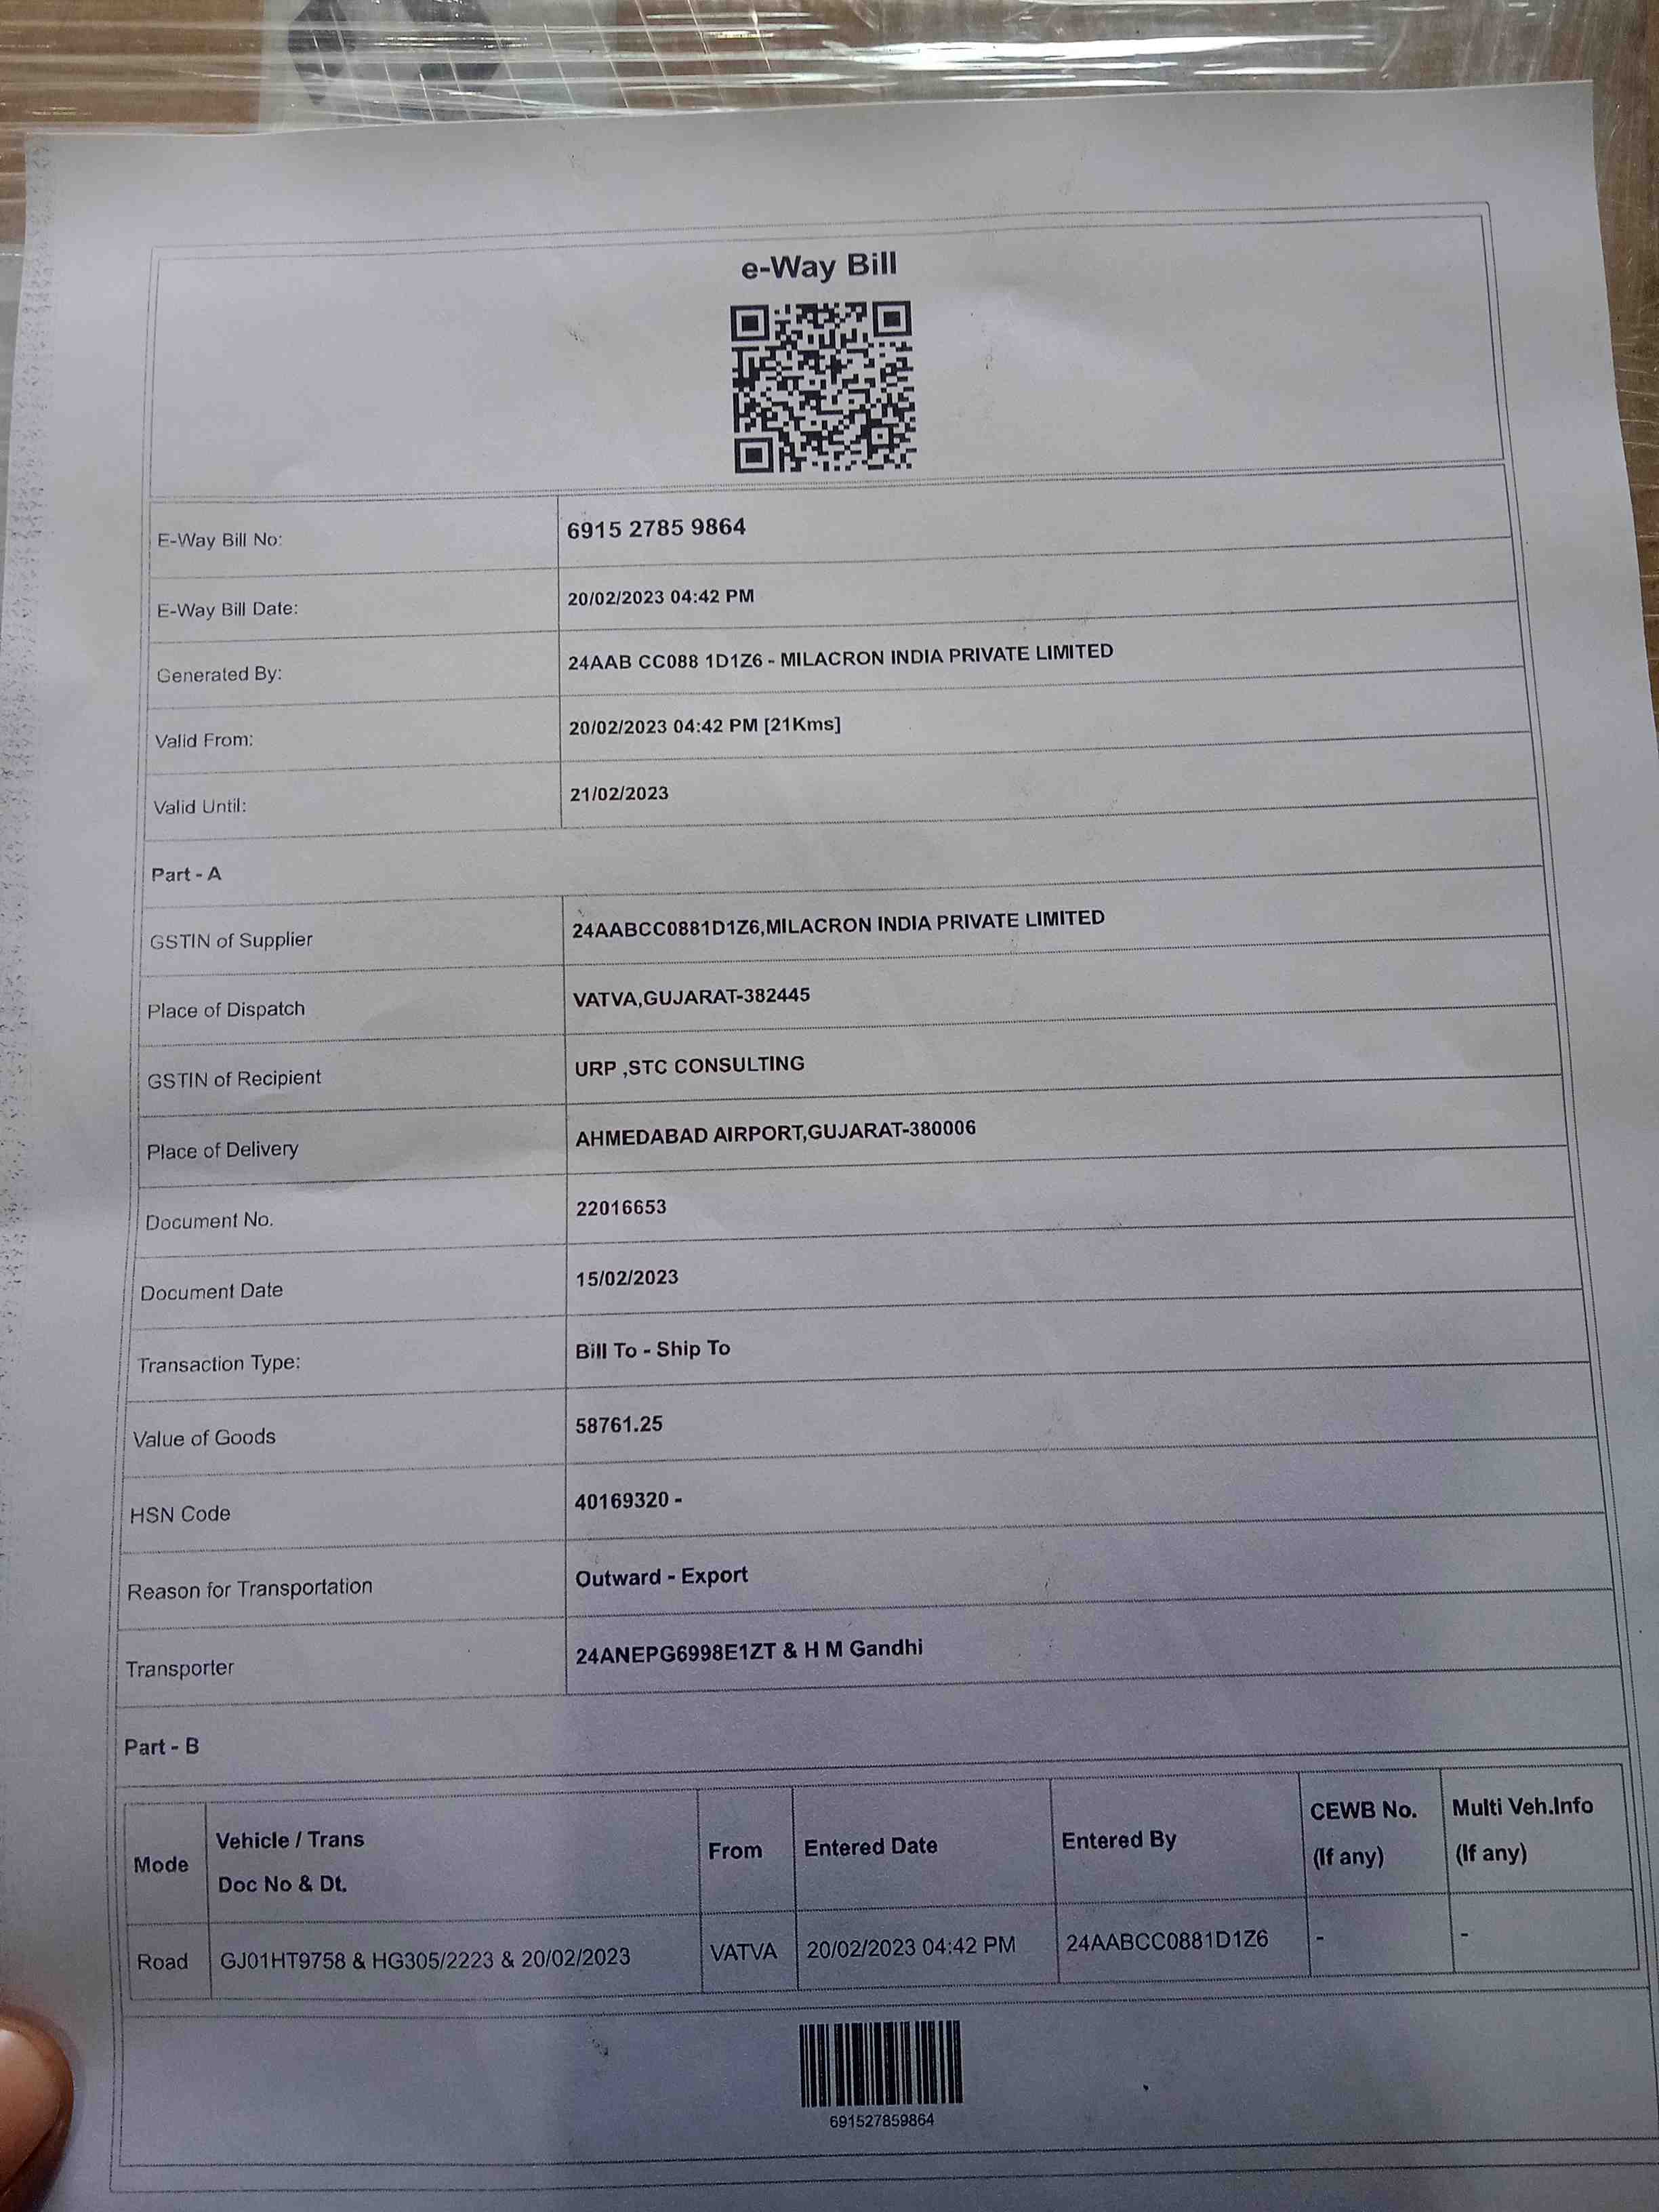 e-Way Bill
E-Way Bill No: 6915 2785 9864
E-Way Bill Date: 20/02/2023 04:42 PM
Generated By: 24AAB CC088 1D1Z6 - MILACRON INDIA PRIVATE LIMITED
Valid From: 20/02/2023 04:42 PM [21Kms]
Valid Until: 21/02/2023
Part - A
GSTIN of Supplier 24AABCC0881D1Z6,MILACRON INDIA PRIVATE LIMITED
Place of Dispatch VATVA,GUJARAT-382445
GSTIN of Recipient URP ,STC CONSULTING
Place of Delivery AHMEDABAD AIRPORT,GUJARAT-380006
Document No. 22016653
Document Date 15/02/2023
Transaction Type: Bill To - Ship To
Value of Goods 58761.25
HSN Code 40169320 -
Reason for Transportation Outward - Export
Transporter 24ANEPG6998E1ZT & H M Gandhi
Part - B
Mode Vehicle / Trans Doc No & Dt. From Entered Date Entered By CEWB No. (If any) Multi Veh.Info (If any)
Road GJ01HT9758 & HG305/2223 & 20/02/2023 VATVA 20/02/2023 04:42 PM 24AABCC0881D1Z6 - -
691527859864